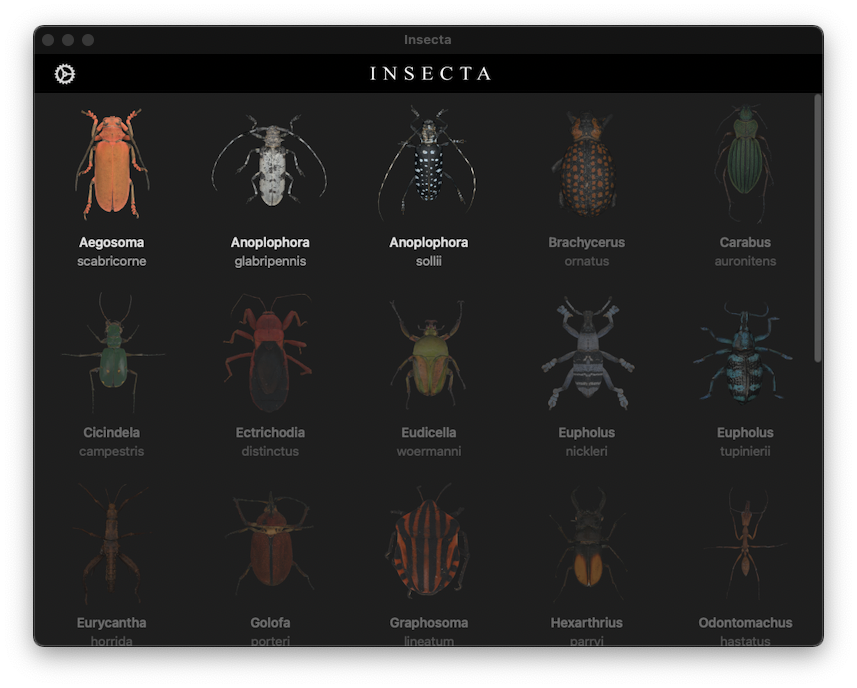 Insecta
INSECTA
Aegosoma
scabricorne
Anoplophora
glabripennis
Anoplophora
sollii
Brachycerus
ornatus
Carabus
auronitens
Cicindela
campestris
Ectrichodia
distinctus
Eudicella
woermanni
Eupholus
nickleri
Eupholus
tupinierii
Eurycantha
horrida
Golofa
porteri
Graphosoma
lineatum
Hexarthrius
parryi
Odontomachus
hastatus